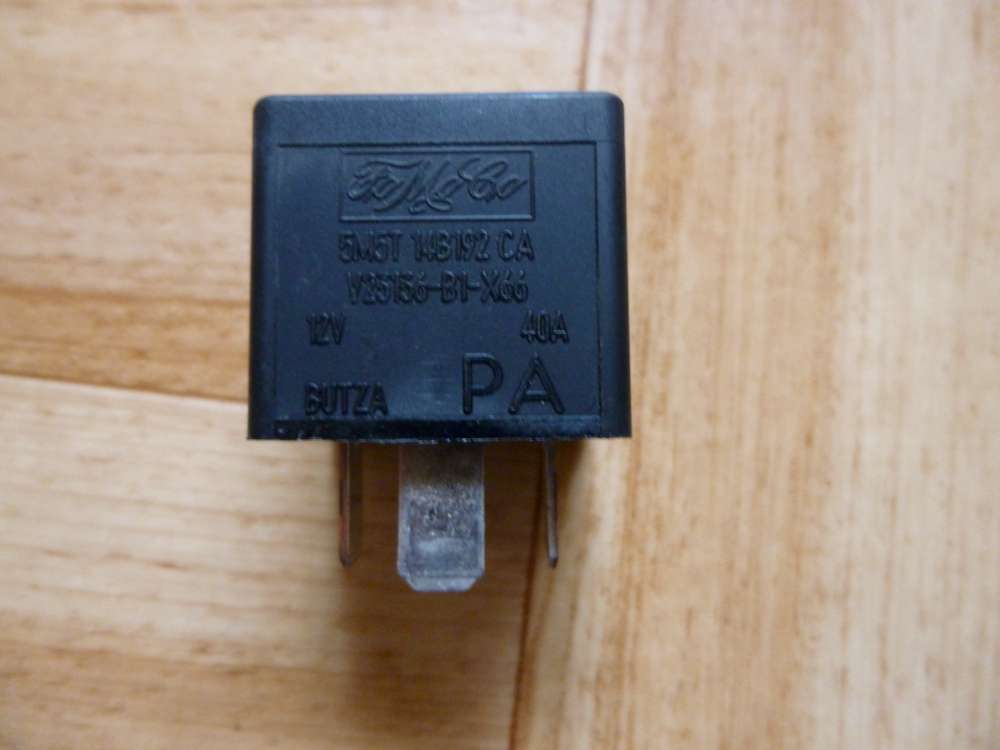 FoMoCo
5M5T 14B192 CA
V23136-B1-X66
12V 40A
BUTZA PA